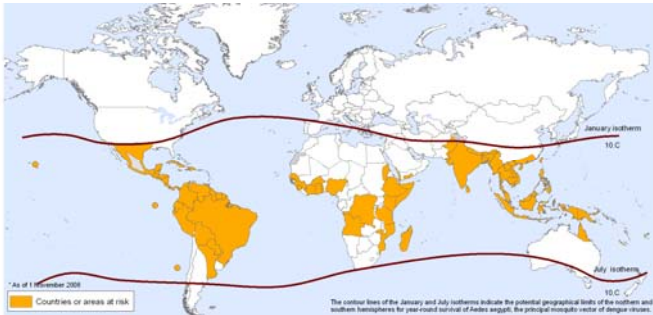 January isotherm
10.C
July isotherm
* As of 1 November 2006
10.C
Countries or areas at risk
The contour lines of the January and July isotherms indicate the potential geographical limits of the northern and
southern hemispheres for year-round survival of Aedes aegypti, the principal mosquito vector of dengue viruses.